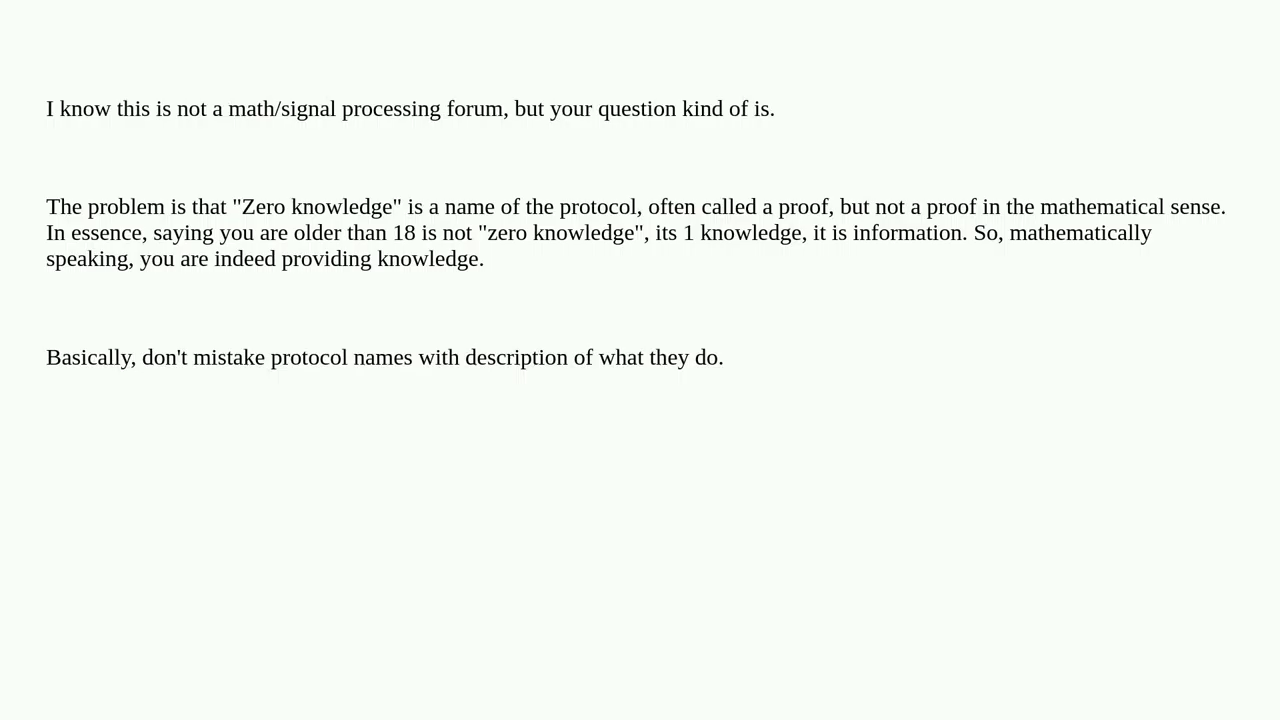 I know this is not a math/signal processing forum, but your question kind of is.
The problem is that "Zero knowledge" is a name of the protocol, often called a proof, but not a proof in the mathematical sense.
In essence, saying you are older than 18 is not "zero knowledge", its 1 knowledge, it is information. So, mathematically
speaking, you are indeed providing knowledge.
Basically, don't mistake protocol names with description of what they do.